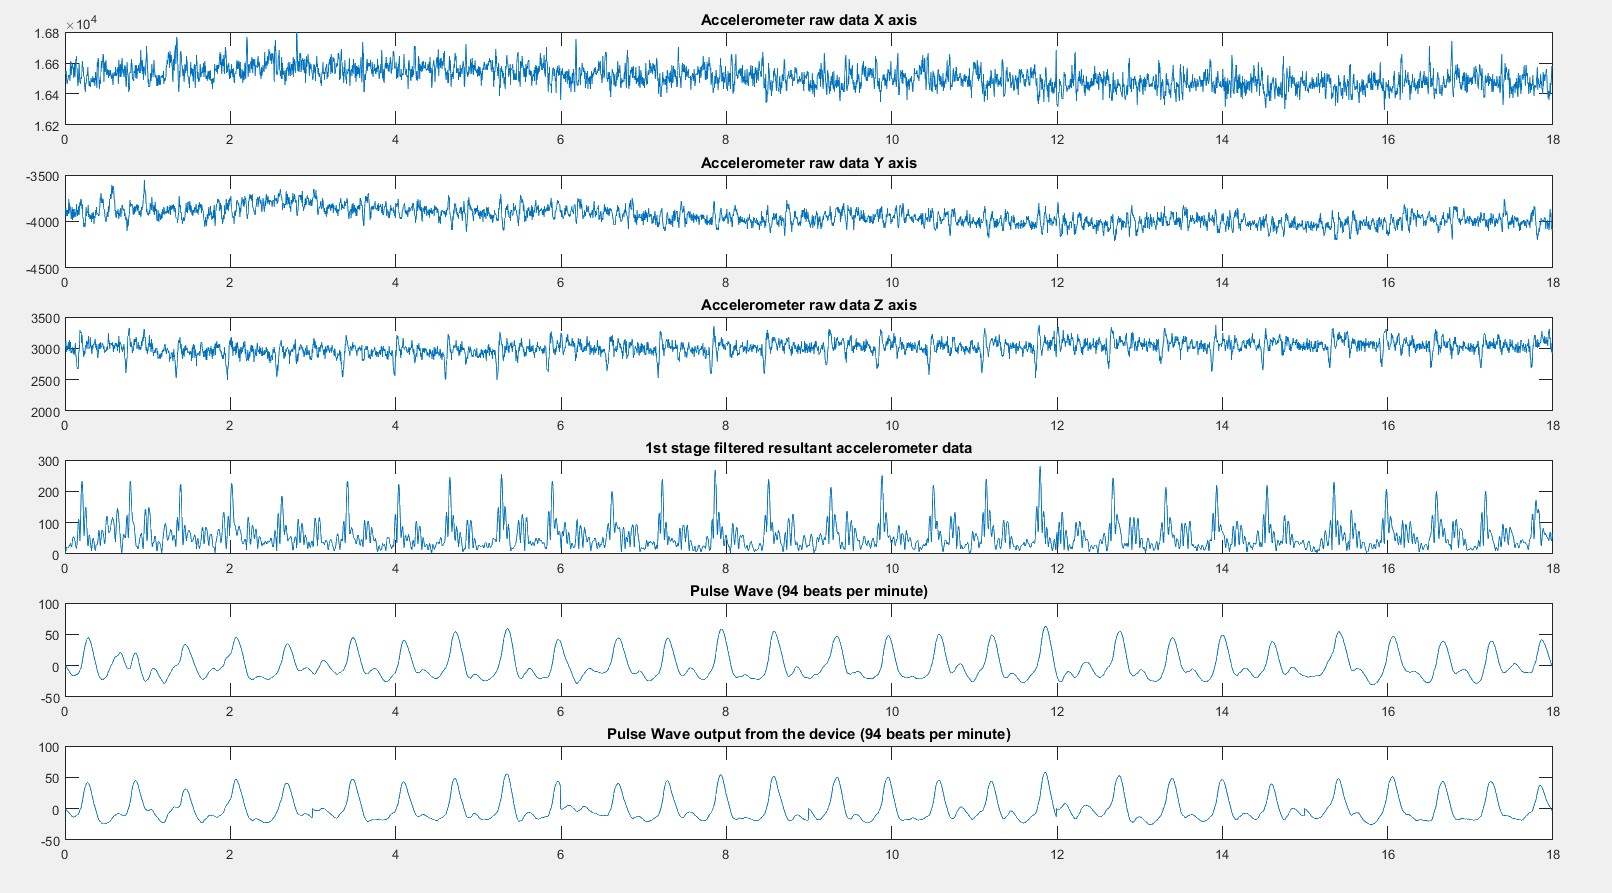 Accelerometer raw data X axis
×10⁴
1.68
1.66
1.64
1.62
0 2 4 6 8 10 12 14 16 18
Accelerometer raw data Y axis
-3500
-4000
-4500
0 2 4 6 8 10 12 14 16 18
Accelerometer raw data Z axis
3500
3000
2500
2000
0 2 4 6 8 10 12 14 16 18
1st stage filtered resultant accelerometer data
300
200
100
0
0 2 4 6 8 10 12 14 16 18
Pulse Wave (94 beats per minute)
100
50
0
-50
0 2 4 6 8 10 12 14 16 18
Pulse Wave output from the device (94 beats per minute)
100
50
0
-50
0 2 4 6 8 10 12 14 16 18